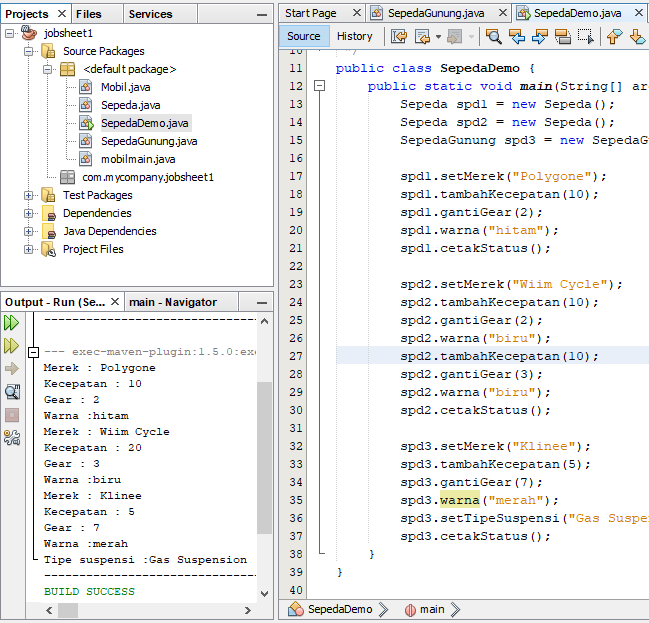 Projects
Files
Services
jobsheet1
Source Packages
<default package>
Mobil.java
Sepeda.java
SepedaDemo.java
SepedaGunung.java
mobilmain.java
com.mycompany.jobsheet1
Test Packages
Dependencies
Java Dependencies
Project Files
Output - Run (Se...
main - Navigator
--- exec-maven-plugin:1.5.0:exe
Merek : Polygone
Kecepatan : 10
Gear : 2
Warna :hitam
Merek : Wiim Cycle
Kecepatan : 20
Gear : 3
Warna :biru
Merek : Klinee
Kecepatan : 5
Gear : 7
Warna :merah
Tipe suspensi :Gas Suspension
BUILD SUCCESS
Start Page
SepedaGunung.java
SepedaDemo.java
Source
History
10 */
11 public class SepedaDemo {
12 public static void main(String[] ar
13 Sepeda spd1 = new Sepeda();
14 Sepeda spd2 = new Sepeda();
15 SepedaGunung spd3 = new SepedaG
16
17 spd1.setMerek("Polygone");
18 spd1.tambahKecepatan(10);
19 spd1.gantiGear(2);
20 spd1.warna("hitam");
21 spd1.cetakStatus();
22
23 spd2.setMerek("Wiim Cycle");
24 spd2.tambahKecepatan(10);
25 spd2.gantiGear(2);
26 spd2.warna("biru");
27 spd2.tambahKecepatan(10);
28 spd2.gantiGear(3);
29 spd2.warna("biru");
30 spd2.cetakStatus();
31
32 spd3.setMerek("Klinee");
33 spd3.tambahKecepatan(5);
34 spd3.gantiGear(7);
35 spd3.warna("merah");
36 spd3.setTipeSuspensi("Gas Suspen
37 spd3.cetakStatus();
38 }
39 }
40
SepedaDemo
main